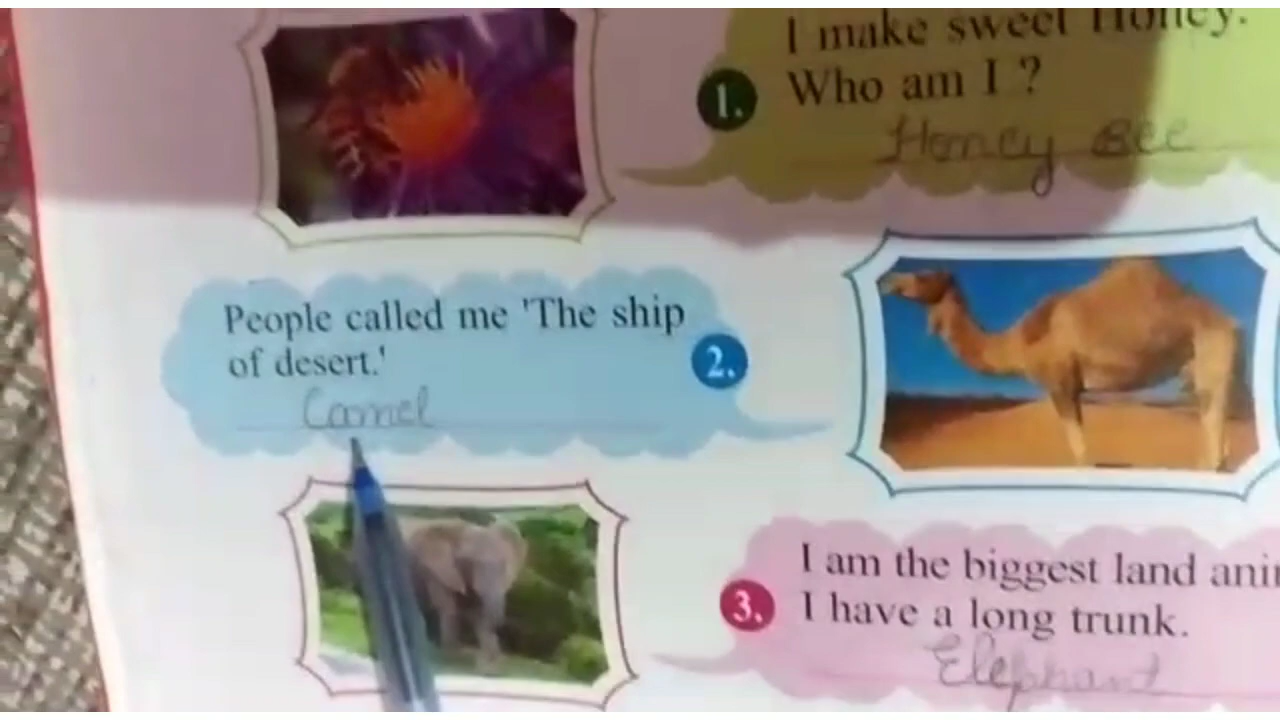 I make sweet Honey.
1. Who am I ?
Honey Bee
People called me 'The ship
of desert.'
2.
Camel
I am the biggest land
3. I have a long trunk.
Elephant